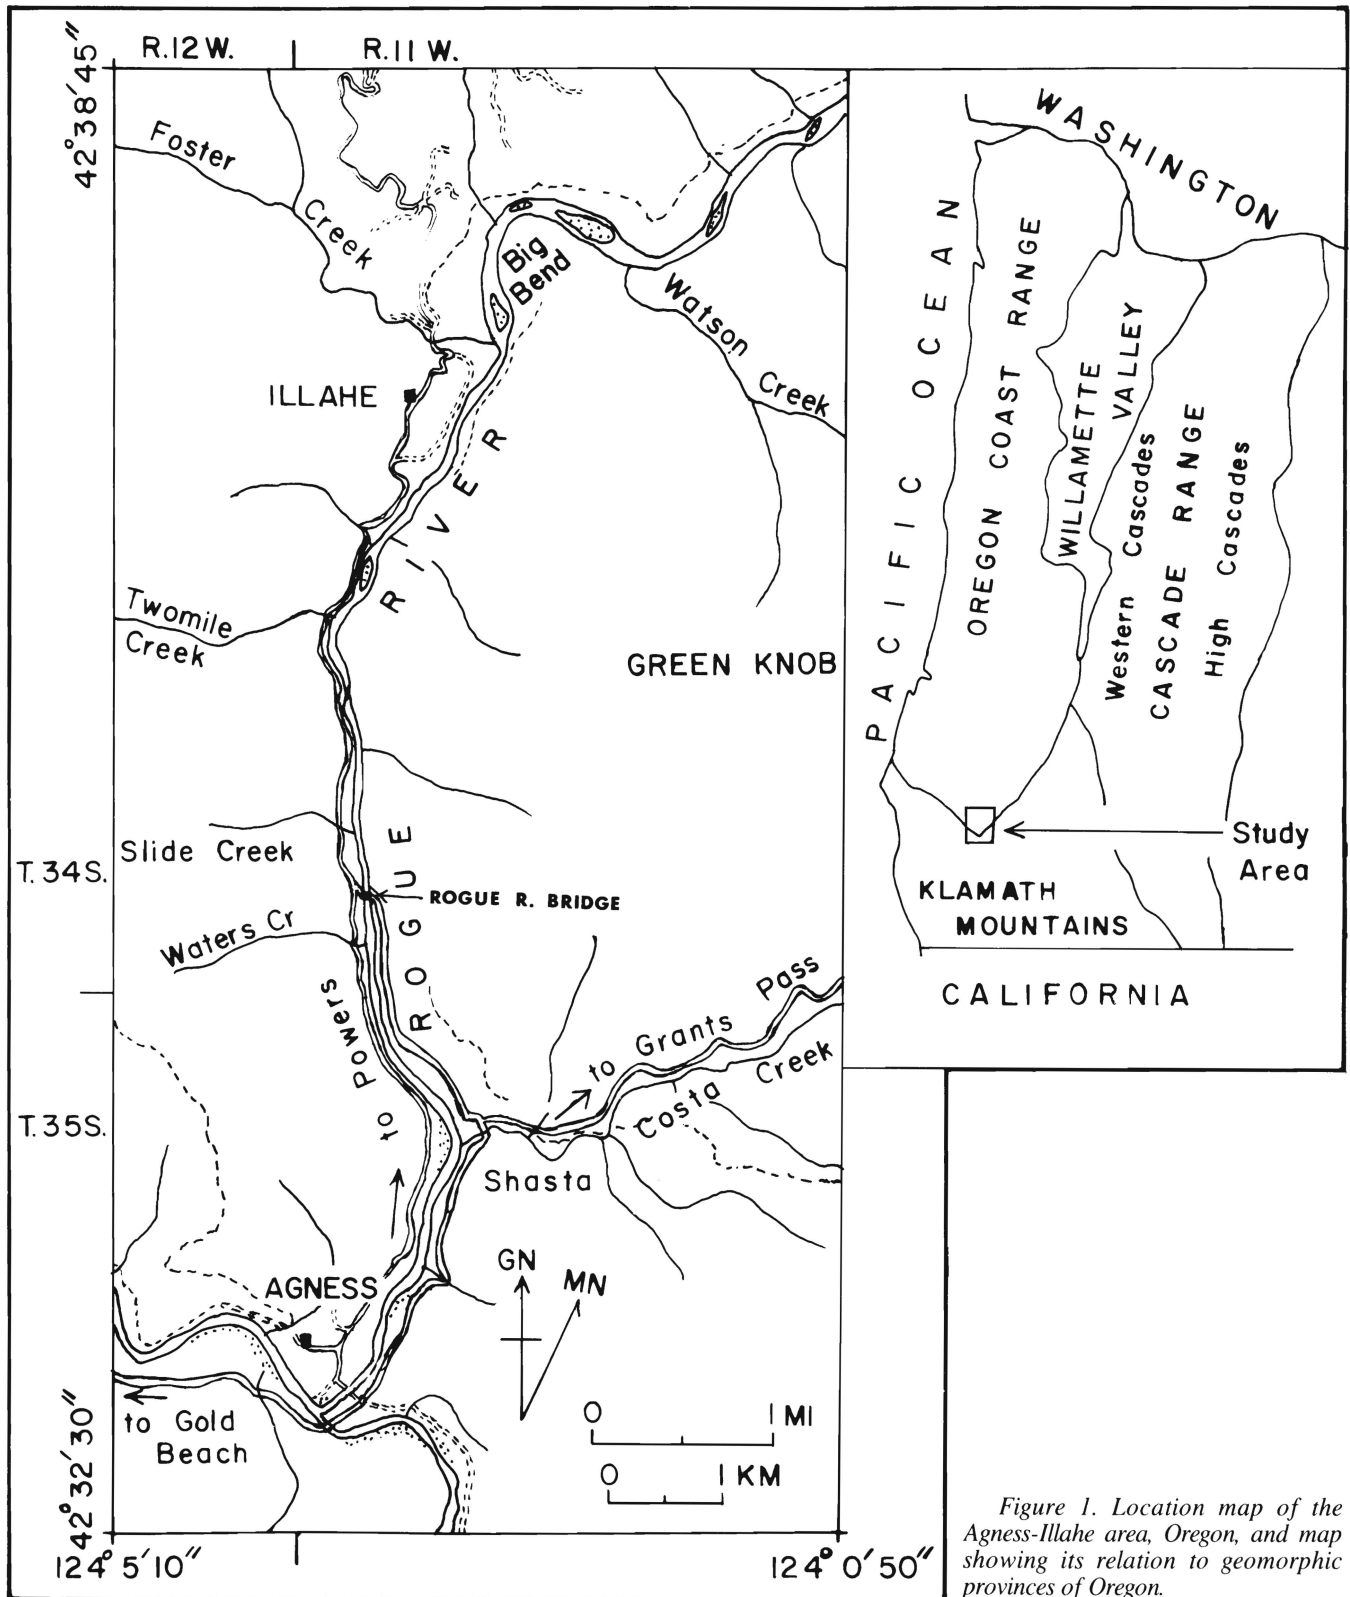 R.12 W.
R.11 W.
42°38'45"
Foster
Creek
Big
Bend
Watson
Creek
ILLAHE
RIVER
Twomile
Creek
GREEN KNOB
Slide Creek
T.34S.
ROGUE R. BRIDGE
Waters Cr
ROGUE
to Powers
to Grants Pass
Costa Creek
T.35S.
Shasta
AGNESS
GN
MN
to Gold
Beach
0 1 MI
0 1 KM
42°32'30"
124°5'10"
124°0'50"
WASHINGTON
PACIFIC OCEAN
OREGON COAST RANGE
WILLAMETTE
VALLEY
Western Cascades
CASCADE RANGE
High Cascades
Study
Area
KLAMATH
MOUNTAINS
CALIFORNIA
Figure 1. Location map of the
Agness-Illahe area, Oregon, and map
showing its relation to geomorphic
provinces of Oregon.